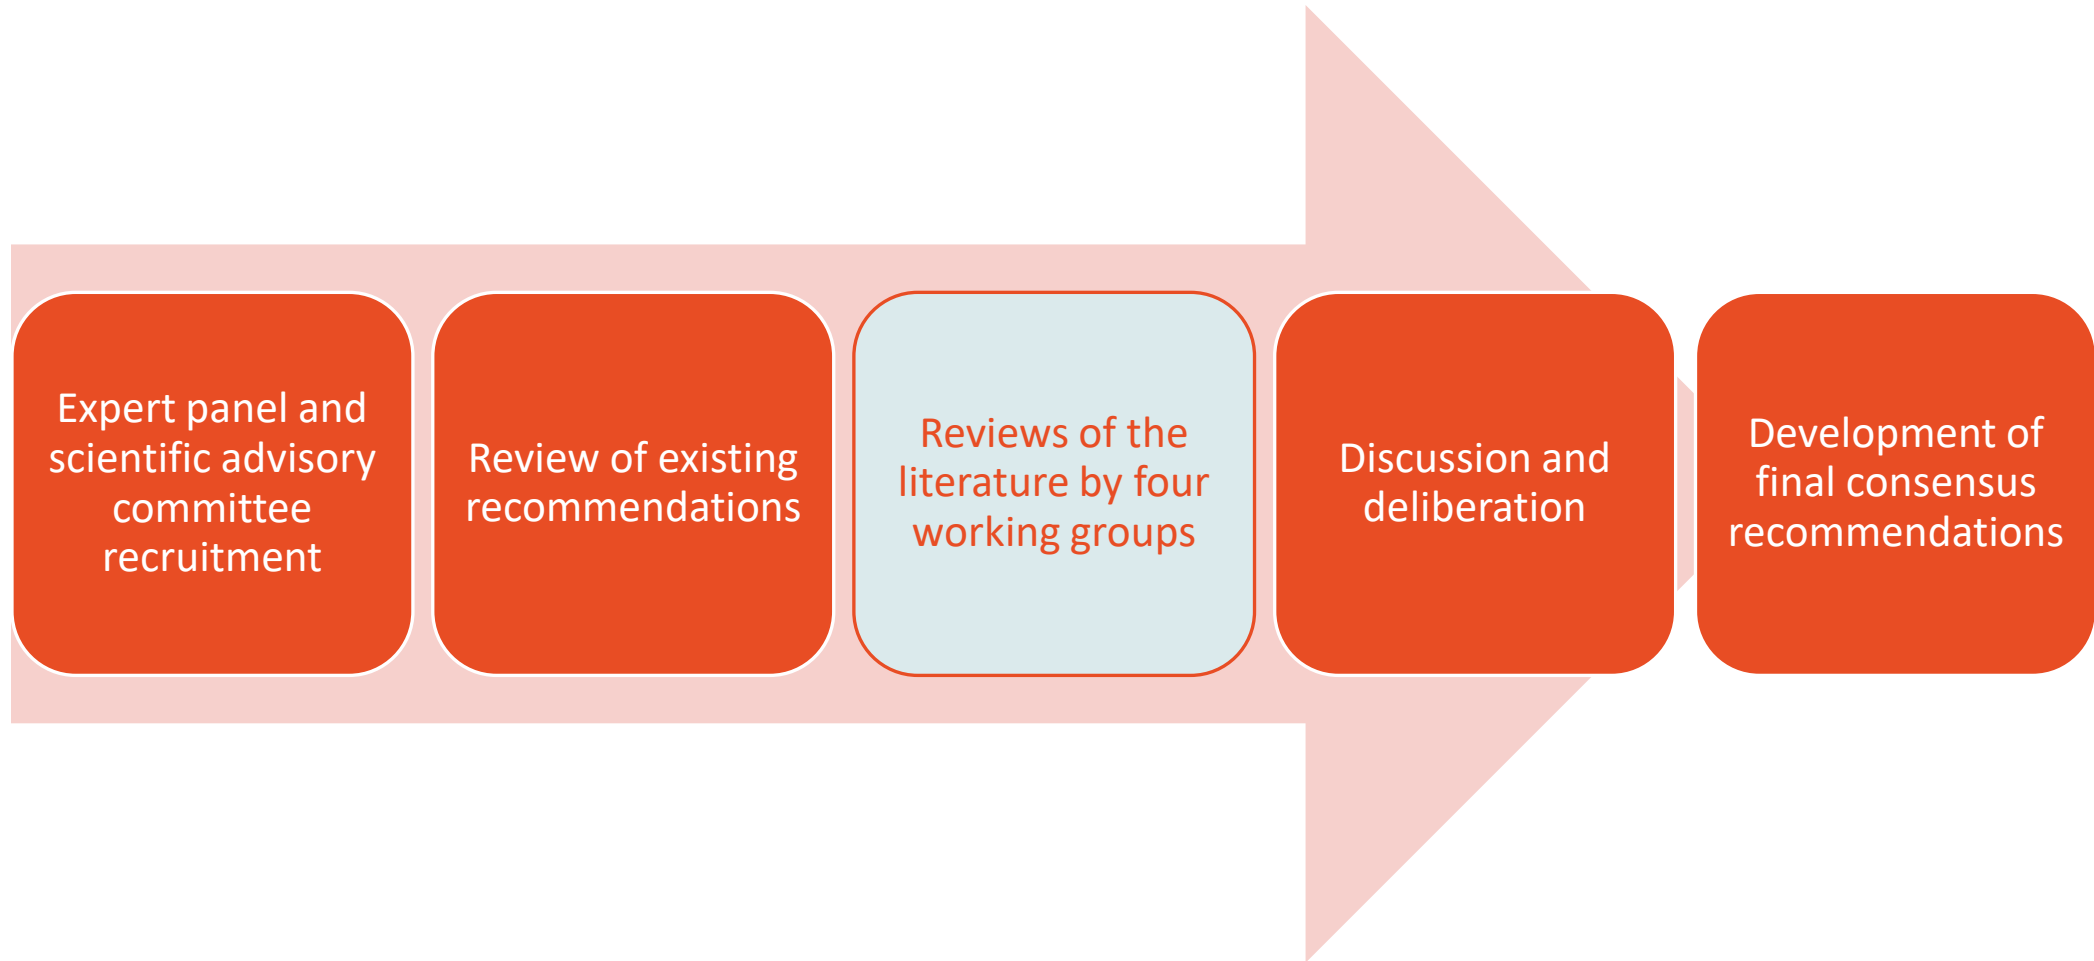 Expert panel and
scientific advisory
committee
recruitment
Review of existing
recommendations
Reviews of the
literature by four
working groups
Discussion and
deliberation
Development of
final consensus
recommendations